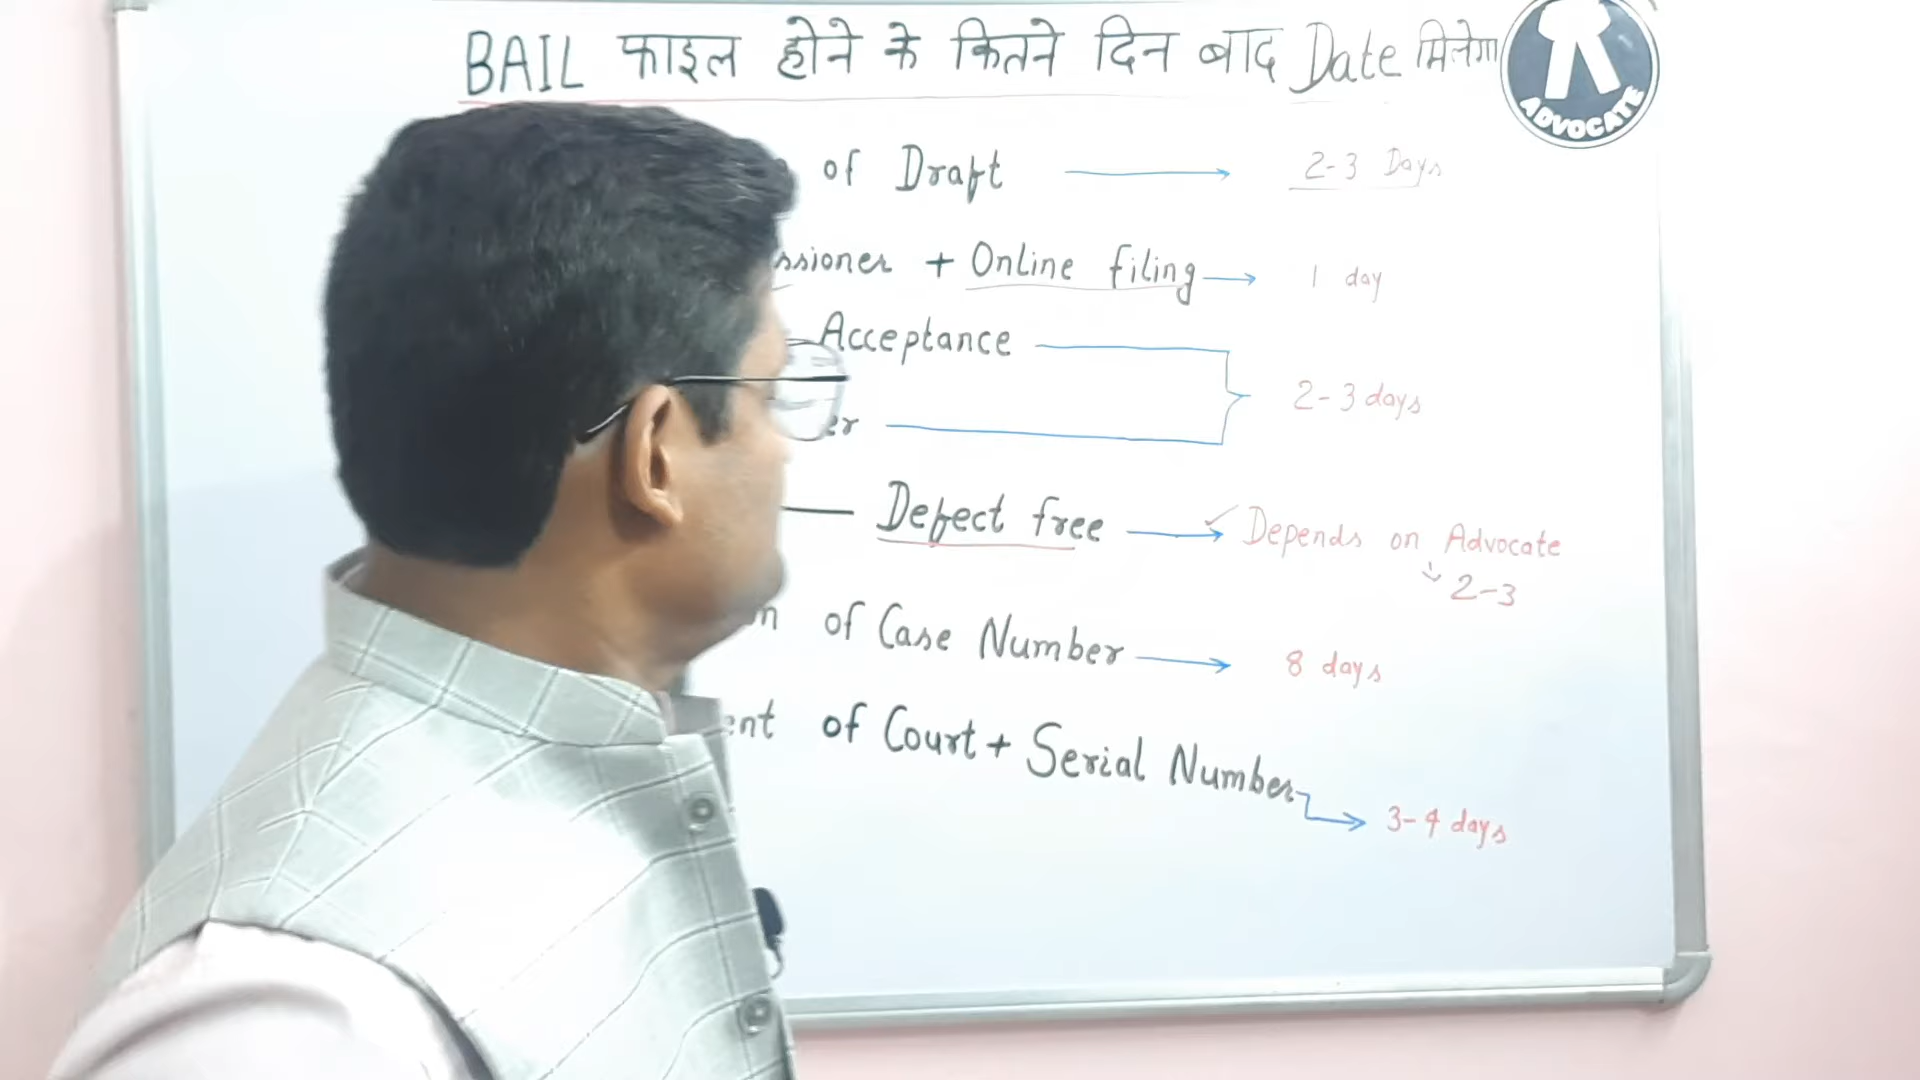 BAIL फाइल होने के कितने दिन बाद Date मिलेगा
ADVOCATE
of Draft → 2-3 Days
ssioner + Online filing → 1 day
Acceptance
er
2-3 days
Defect free → Depends on Advocate
2-3
n of Case Number → 8 days
ent of Court + Serial Number → 3-4 days